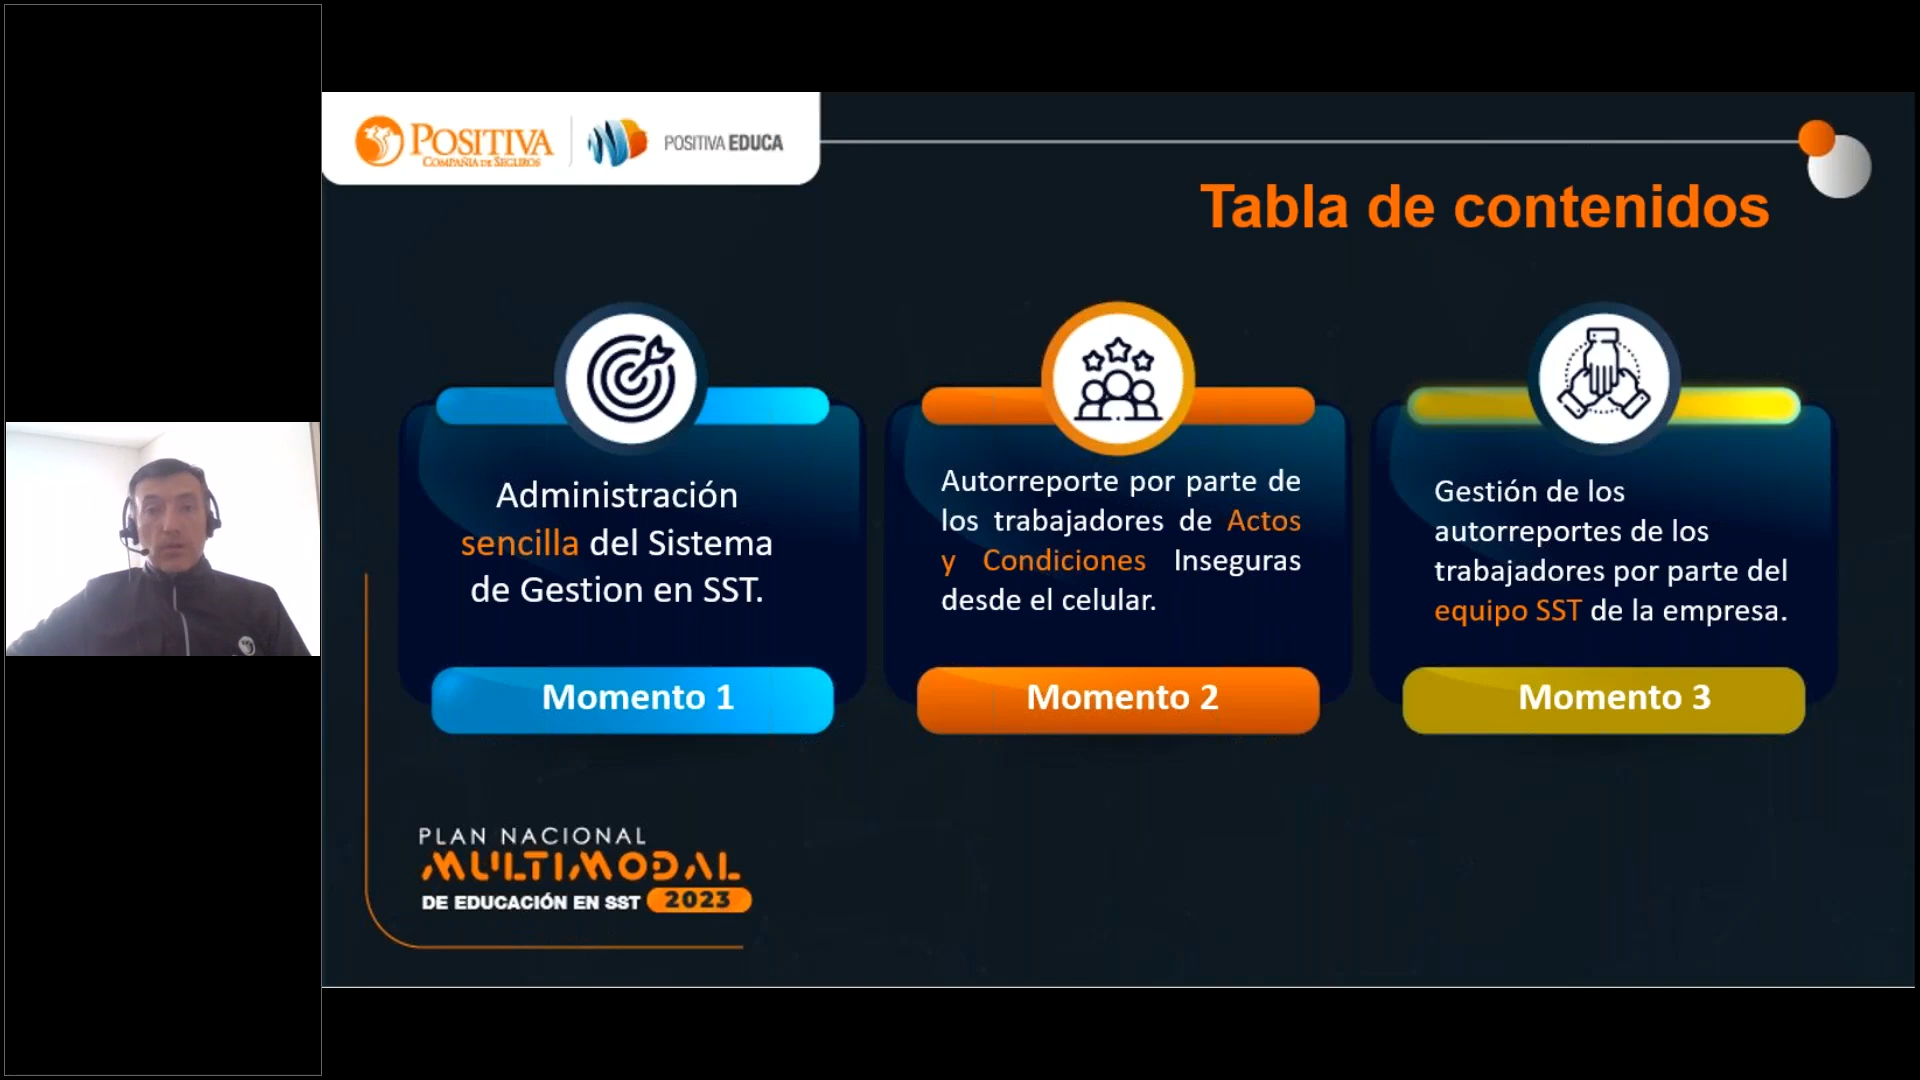 POSITIVA
COMPAÑIA DE SEGUROS
POSITIVA EDUCA
Tabla de contenidos
Administración
sencilla del Sistema
de Gestion en SST.
Momento 1
Autorreporte por parte de
los trabajadores de Actos
y Condiciones Inseguras
desde el celular.
Momento 2
Gestión de los
autorreportes de los
trabajadores por parte del
equipo SST de la empresa.
Momento 3
PLAN NACIONAL
MULTIMODAL
DE EDUCACIÓN EN SST 2023